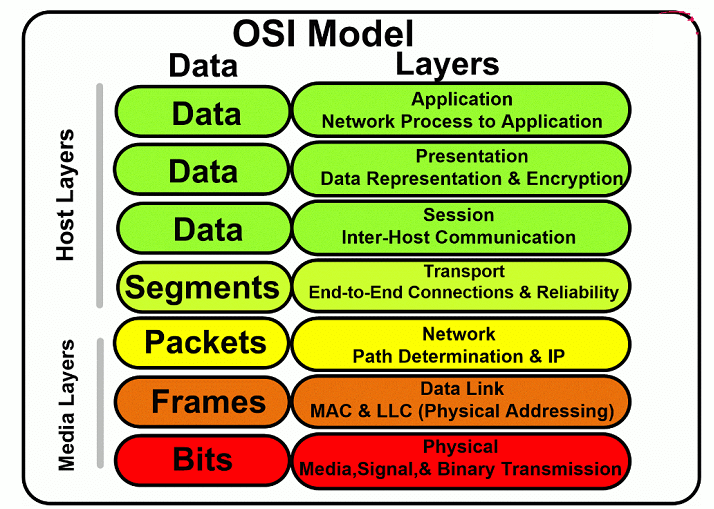 OSI Model
Data
Layers
Host Layers
Data
Application
Network Process to Application
Data
Presentation
Data Representation & Encryption
Data
Session
Inter-Host Communication
Segments
Transport
End-to-End Connections & Reliability
Media Layers
Packets
Network
Path Determination & IP
Frames
Data Link
MAC & LLC (Physical Addressing)
Bits
Physical
Media,Signal,& Binary Transmission